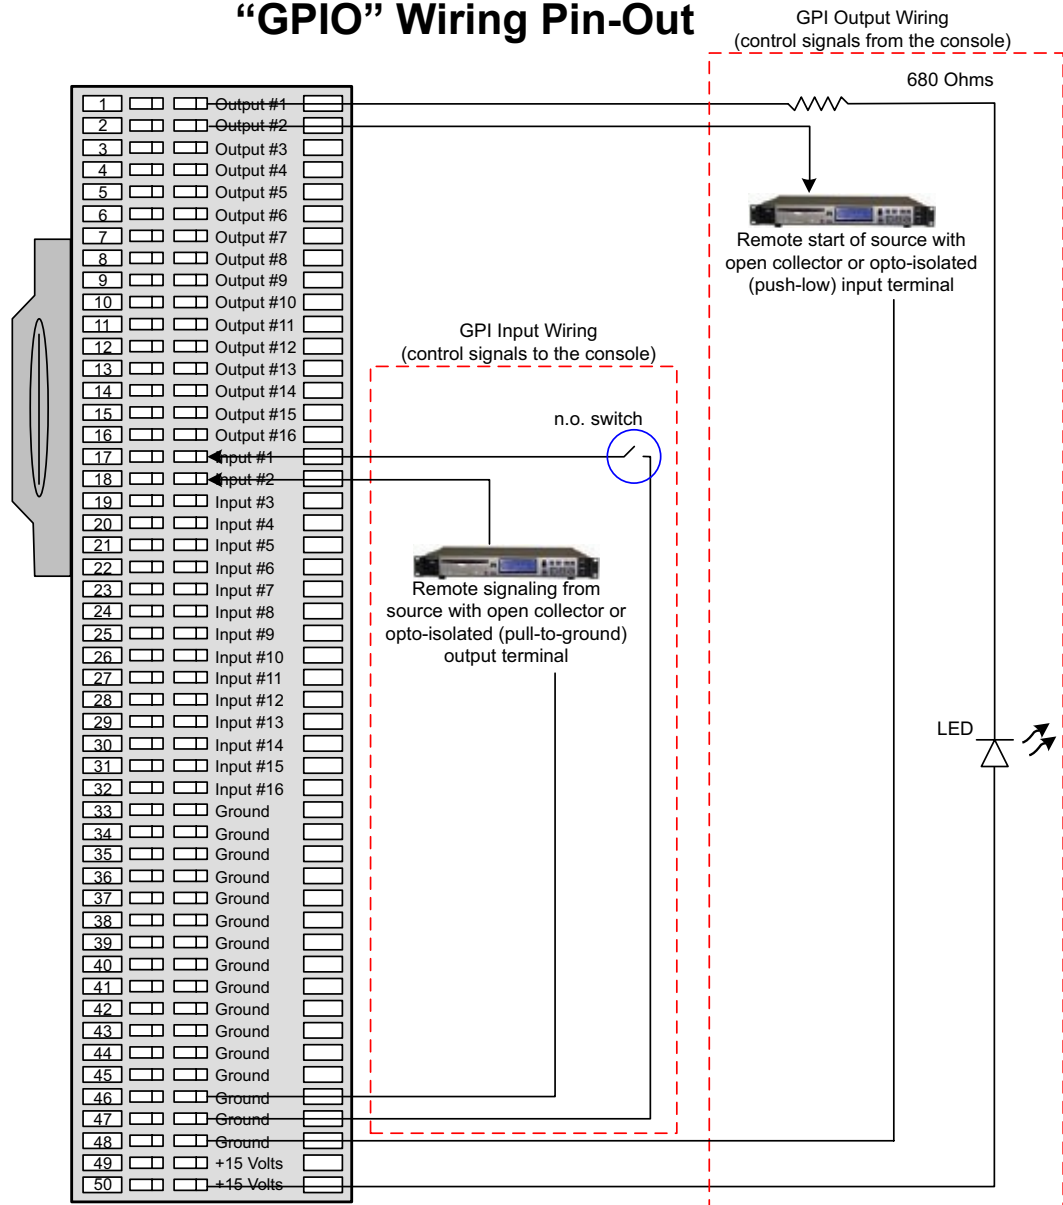 “GPIO” Wiring Pin-Out
GPI Output Wiring
(control signals from the console)
680 Ohms
1 Output #1
2 Output #2
3 Output #3
4 Output #4
5 Output #5
6 Output #6
7 Output #7
8 Output #8
9 Output #9
10 Output #10
11 Output #11
12 Output #12
13 Output #13
14 Output #14
15 Output #15
16 Output #16
17 Input #1
18 Input #2
19 Input #3
20 Input #4
21 Input #5
22 Input #6
23 Input #7
24 Input #8
25 Input #9
26 Input #10
27 Input #11
28 Input #12
29 Input #13
30 Input #14
31 Input #15
32 Input #16
33 Ground
34 Ground
35 Ground
36 Ground
37 Ground
38 Ground
39 Ground
40 Ground
41 Ground
42 Ground
43 Ground
44 Ground
45 Ground
46 Ground
47 Ground
48 Ground
49 +15 Volts
50 +15 Volts
GPI Input Wiring
(control signals to the console)
n.o. switch
Remote signaling from
source with open collector or
opto-isolated (pull-to-ground)
output terminal
Remote start of source with
open collector or opto-isolated
(push-low) input terminal
LED